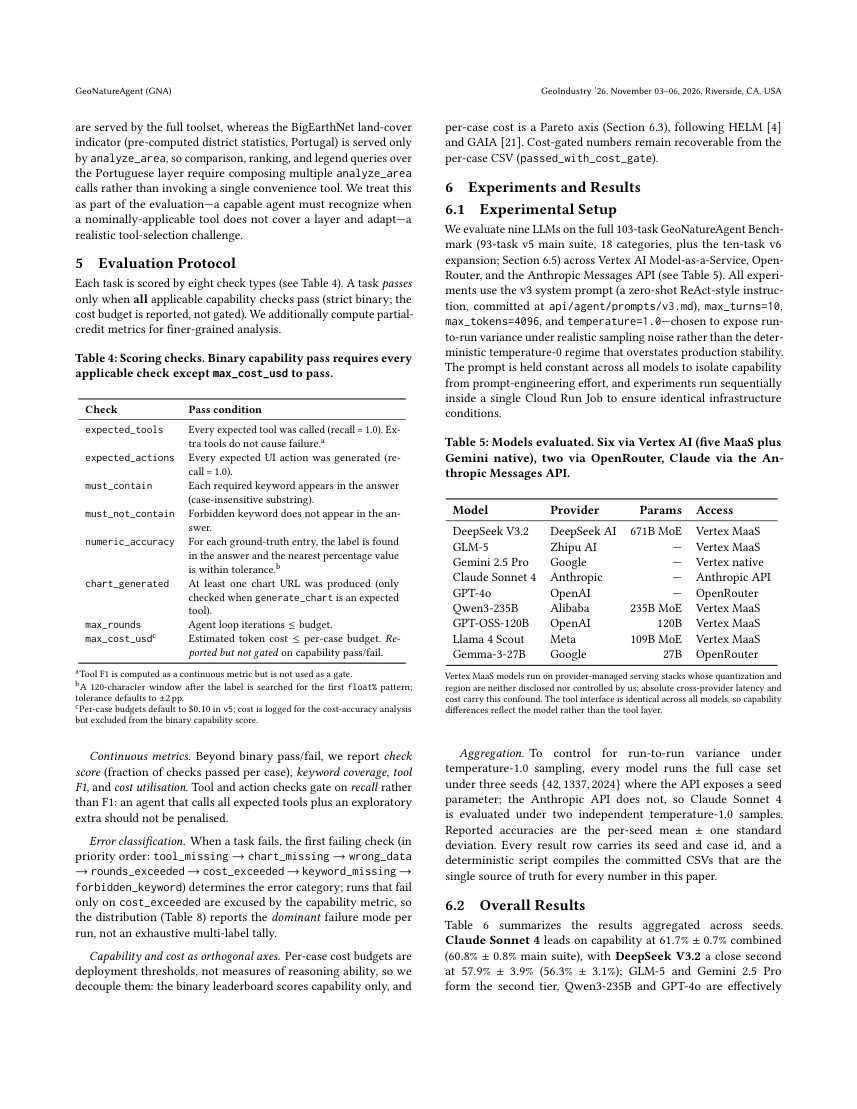 GeoNatureAgent (GNA)
GeoIndustry '26, November 03–06, 2026, Riverside, CA, USA
are served by the full toolset, whereas the BigEarthNet land-cover
indicator (pre-computed district statistics, Portugal) is served only
by analyze_area, so comparison, ranking, and legend queries over
the Portuguese layer require composing multiple analyze_area
calls rather than invoking a single convenience tool. We treat this
as part of the evaluation—a capable agent must recognize when
a nominally-applicable tool does not cover a layer and adapt—a
realistic tool-selection challenge.
5 Evaluation Protocol
Each task is scored by eight check types (see Table 4). A task passes
only when all applicable capability checks pass (strict binary; the
cost budget is reported, not gated). We additionally compute partial-
credit metrics for finer-grained analysis.
Table 4: Scoring checks. Binary capability pass requires every
applicable check except max_cost_usd to pass.
Check Pass condition
expected_tools Every expected tool was called (recall = 1.0). Ex-
tra tools do not cause failure.a
expected_actions Every expected UI action was generated (re-
call = 1.0).
must_contain Each required keyword appears in the answer
(case-insensitive substring).
must_not_contain Forbidden keyword does not appear in the an-
swer.
numeric_accuracy For each ground-truth entry, the label is found
in the answer and the nearest percentage value
is within tolerance.b
chart_generated At least one chart URL was produced (only
checked when generate_chart is an expected
tool).
max_rounds Agent loop iterations ≤ budget.
max_cost_usdc Estimated token cost ≤ per-case budget. Re-
ported but not gated on capability pass/fail.
a Tool F1 is computed as a continuous metric but is not used as a gate.
b A 120-character window after the label is searched for the first float% pattern;
tolerance defaults to ±2 pp.
c Per-case budgets default to $0.10 in v5; cost is logged for the cost-accuracy analysis
but excluded from the binary capability score.
Continuous metrics. Beyond binary pass/fail, we report check
score (fraction of checks passed per case), keyword coverage, tool
F1, and cost utilisation. Tool and action checks gate on recall rather
than F1: an agent that calls all expected tools plus an exploratory
extra should not be penalised.
Error classification. When a task fails, the first failing check (in
priority order: tool_missing → chart_missing → wrong_data
→ rounds_exceeded → cost_exceeded → keyword_missing →
forbidden_keyword) determines the error category; runs that fail
only on cost_exceeded are excused by the capability metric, so
the distribution (Table 8) reports the dominant failure mode per
run, not an exhaustive multi-label tally.
Capability and cost as orthogonal axes. Per-case cost budgets are
deployment thresholds, not measures of reasoning ability, so we
decouple them: the binary leaderboard scores capability only, and
per-case cost is a Pareto axis (Section 6.3), following HELM [4]
and GAIA [21]. Cost-gated numbers remain recoverable from the
per-case CSV (passed_with_cost_gate).
6 Experiments and Results
6.1 Experimental Setup
We evaluate nine LLMs on the full 103-task GeoNatureAgent Bench-
mark (93-task v5 main suite, 18 categories, plus the ten-task v6
expansion; Section 6.5) across Vertex AI Model-as-a-Service, Open-
Router, and the Anthropic Messages API (see Table 5). All experi-
ments use the v3 system prompt (a zero-shot ReAct-style instruc-
tion, committed at api/agent/prompts/v3.md), max_turns=10,
max_tokens=4096, and temperature=1.0—chosen to expose run-
to-run variance under realistic sampling noise rather than the deter-
ministic temperature-0 regime that overstates production stability.
The prompt is held constant across all models to isolate capability
from prompt-engineering effort, and experiments run sequentially
inside a single Cloud Run Job to ensure identical infrastructure
conditions.
Table 5: Models evaluated. Six via Vertex AI (five MaaS plus
Gemini native), two via OpenRouter, Claude via the An-
thropic Messages API.
Model Provider Params Access
DeepSeek V3.2 DeepSeek AI 671B MoE Vertex MaaS
GLM-5 Zhipu AI — Vertex MaaS
Gemini 2.5 Pro Google — Vertex native
Claude Sonnet 4 Anthropic — Anthropic API
GPT-4o OpenAI — OpenRouter
Qwen3-235B Alibaba 235B MoE Vertex MaaS
GPT-OSS-120B OpenAI 120B Vertex MaaS
Llama 4 Scout Meta 109B MoE Vertex MaaS
Gemma-3-27B Google 27B OpenRouter
Vertex MaaS models run on provider-managed serving stacks whose quantization and
region are neither disclosed nor controlled by us; absolute cross-provider latency and
cost carry this confound. The tool interface is identical across all models, so capability
differences reflect the model rather than the tool layer.
Aggregation. To control for run-to-run variance under
temperature-1.0 sampling, every model runs the full case set
under three seeds {42, 1337, 2024} where the API exposes a seed
parameter; the Anthropic API does not, so Claude Sonnet 4
is evaluated under two independent temperature-1.0 samples.
Reported accuracies are the per-seed mean ± one standard
deviation. Every result row carries its seed and case id, and a
deterministic script compiles the committed CSVs that are the
single source of truth for every number in this paper.
6.2 Overall Results
Table 6 summarizes the results aggregated across seeds.
Claude Sonnet 4 leads on capability at 61.7% ± 0.7% combined
(60.8% ± 0.8% main suite), with DeepSeek V3.2 a close second
at 57.9% ± 3.9% (56.3% ± 3.1%); GLM-5 and Gemini 2.5 Pro
form the second tier, Qwen3-235B and GPT-4o are effectively